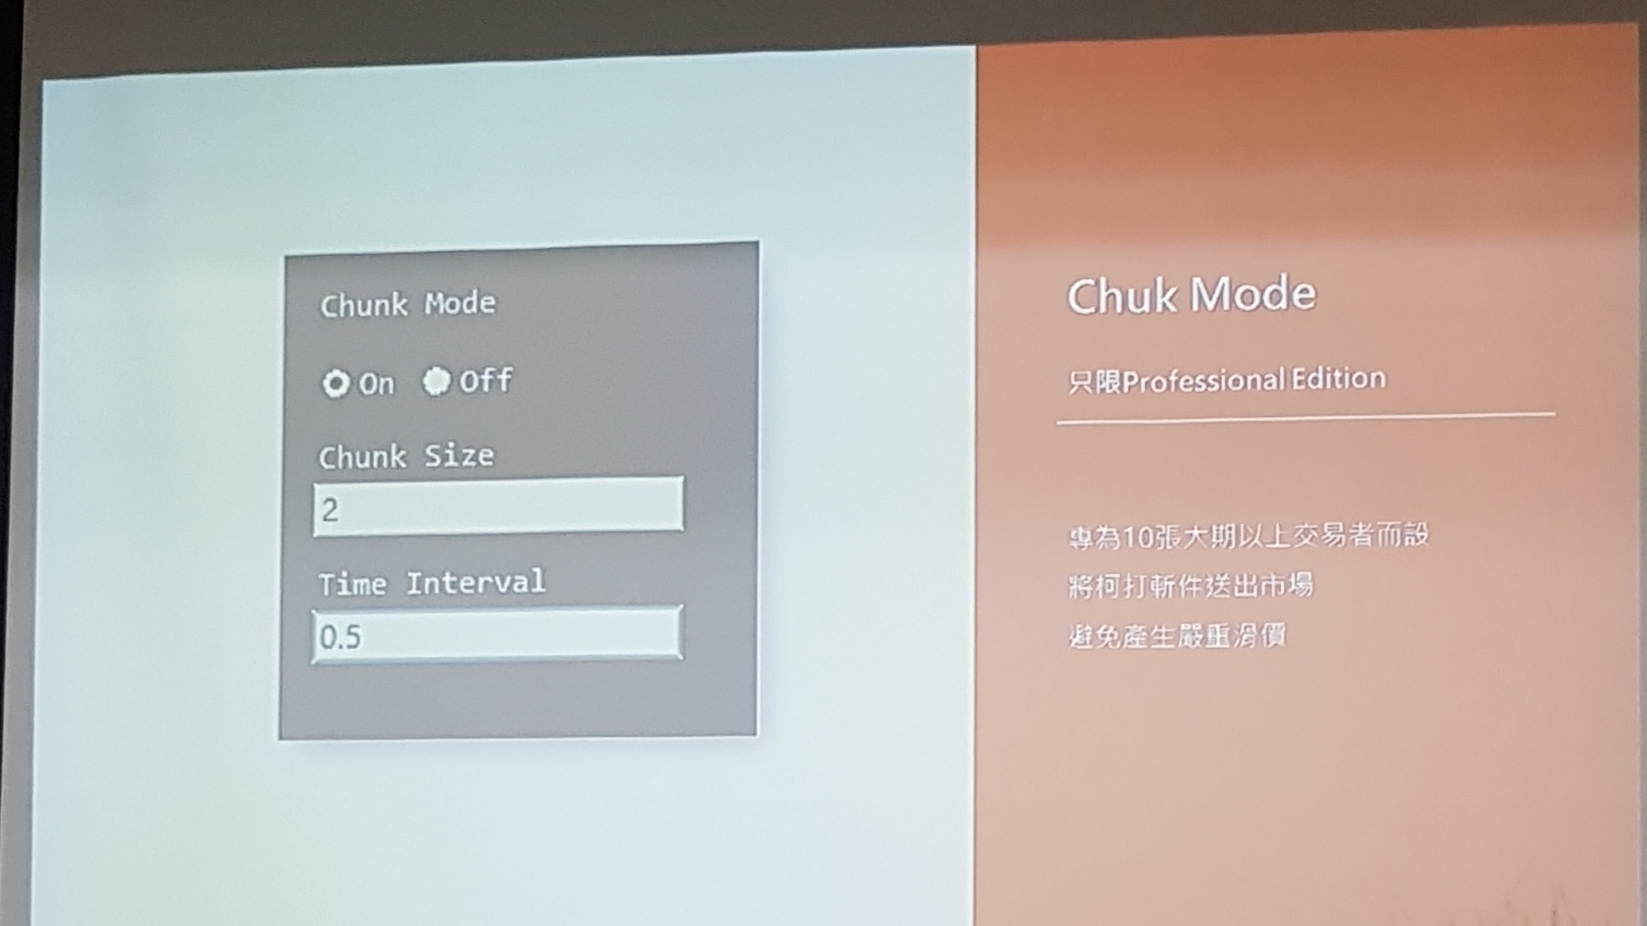 Chunk Mode
On Off
Chunk Size
2
Time Interval
0.5
Chuk Mode
只限Professional Edition
專為10張大期以上交易者而設
將柯打斬件送出市場
避免產生嚴重滑價